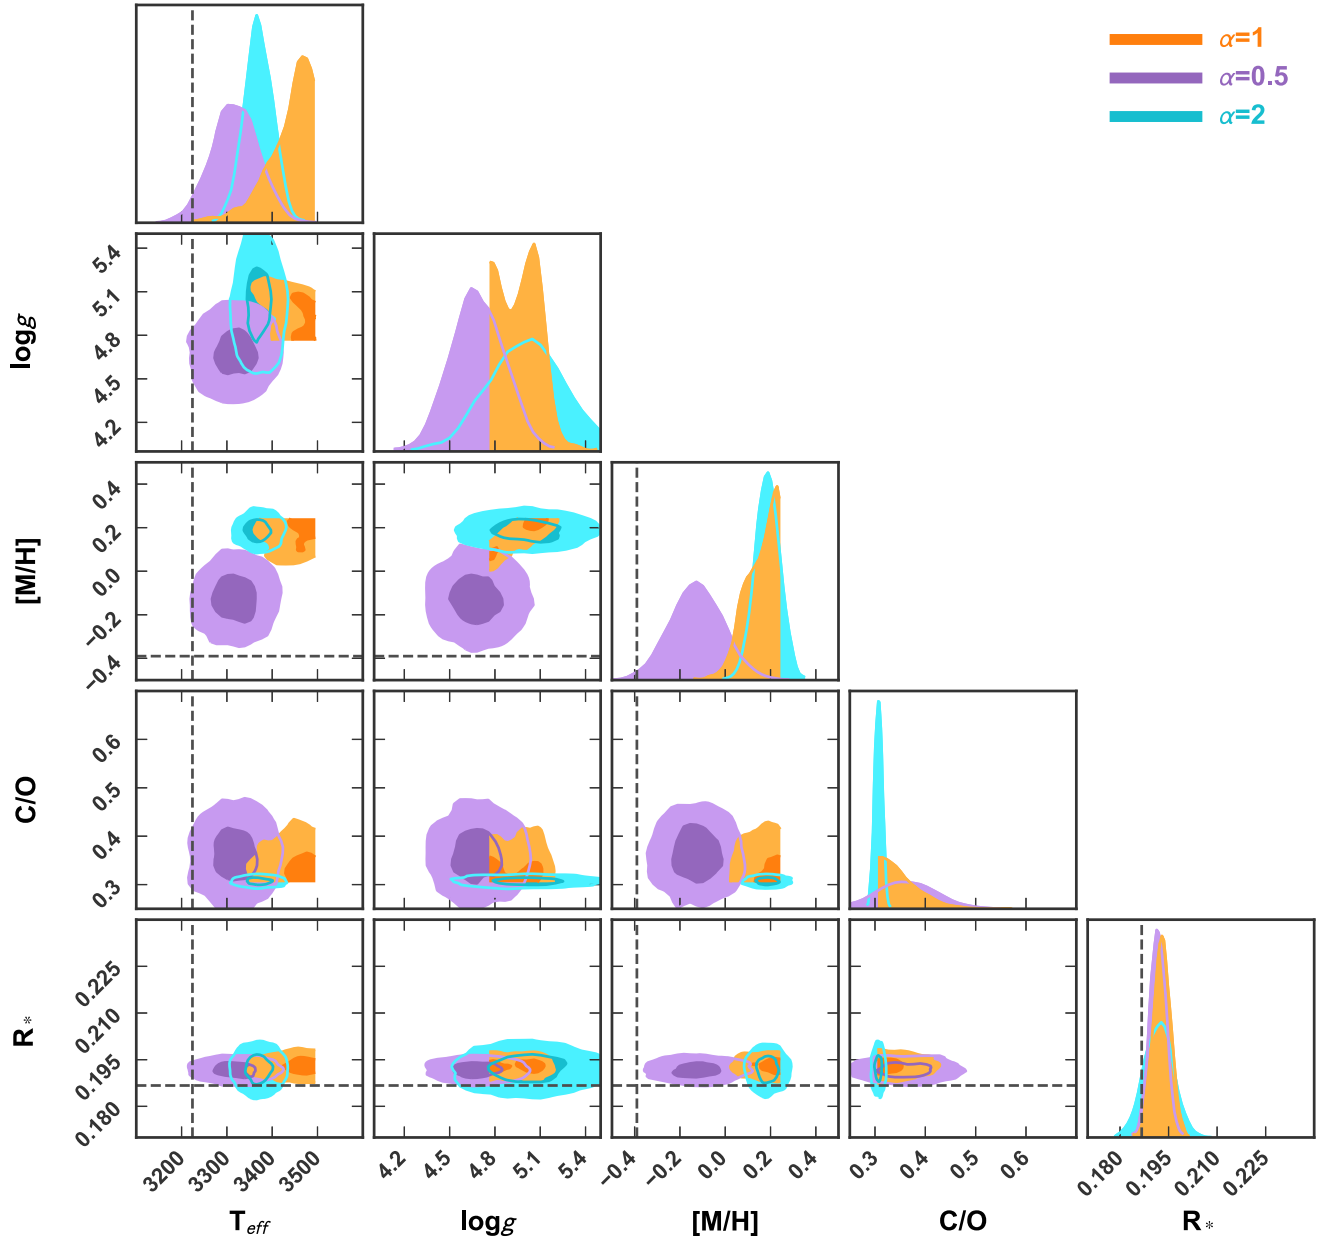 α=1
α=0.5
α=2
5.4
5.1
4.8
4.5
4.2
logg
0.4
0.2
0.0
−0.2
−0.4
[M/H]
0.6
0.5
0.4
0.3
C/O
0.225
0.210
0.195
0.180
R*
3200 3300 3400 3500
4.2 4.5 4.8 5.1 5.4
−0.4 −0.2 0.0 0.2 0.4
0.3 0.4 0.5 0.6
0.180 0.195 0.210 0.225
Teff logg [M/H] C/O R*